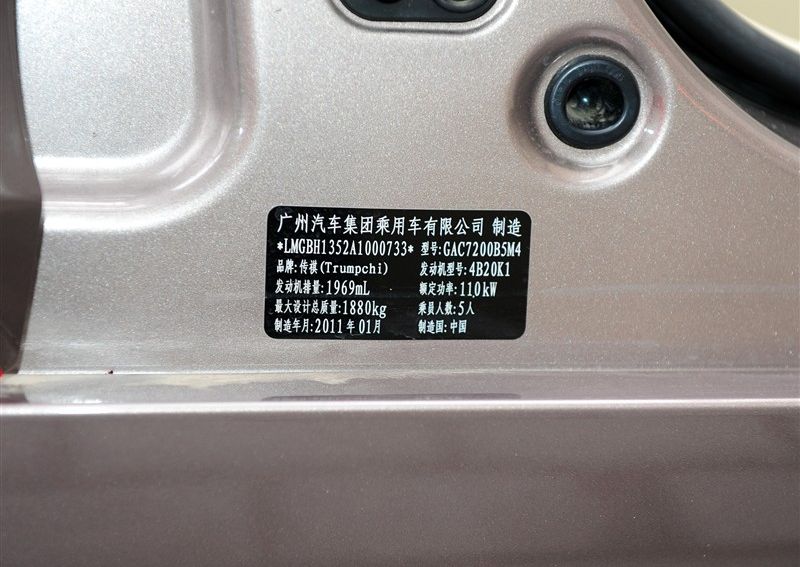 广州汽车集团乘用车有限公司 制造
*LMGBH1352A1000733* 型号:GAC7200B5M4
品牌:传祺(Trumpchi) 发动机型号:4B20K1
发动机排量:1969mL 额定功率:110kW
最大设计总质量:1880kg 乘员人数:5人
制造年月:2011年01月 制造国:中国